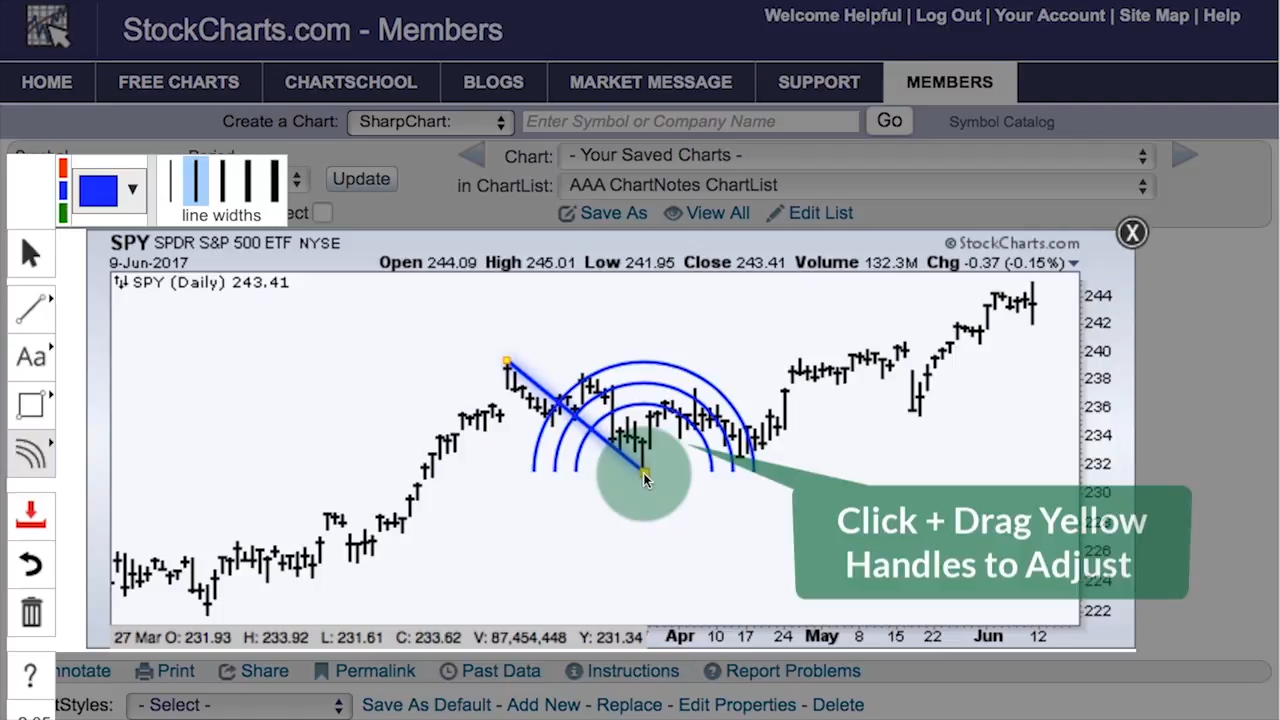 StockCharts.com - Members
Welcome Helpful | Log Out | Your Account | Site Map | Help
HOME FREE CHARTS CHARTSCHOOL BLOGS MARKET MESSAGE SUPPORT MEMBERS
Create a Chart: SharpChart: Enter Symbol or Company Name Go Symbol Catalog
Chart: - Your Saved Charts -
Update in ChartList: AAA ChartNotes ChartList
line widths
Save As View All Edit List
SPY SPDR S&P 500 ETF NYSE © StockCharts.com X
9-Jun-2017 Open 244.09 High 245.01 Low 241.95 Close 243.41 Volume 132.3M Chg -0.37 (-0.15%)
SPY (Daily) 243.41
244
242
240
Aa
238
236
234
232
230
Click + Drag Yellow
228
226
Handles to Adjust
224
222
27 Mar O: 231.93 H: 233.92 L: 231.61 C: 233.62 V: 87,454,448 Y: 231.34 Apr 10 17 24 May 8 15 22 Jun 12
? Print Share Permalink Past Data Instructions Report Problems
- Select - Save As Default - Add New - Replace - Edit Properties - Delete